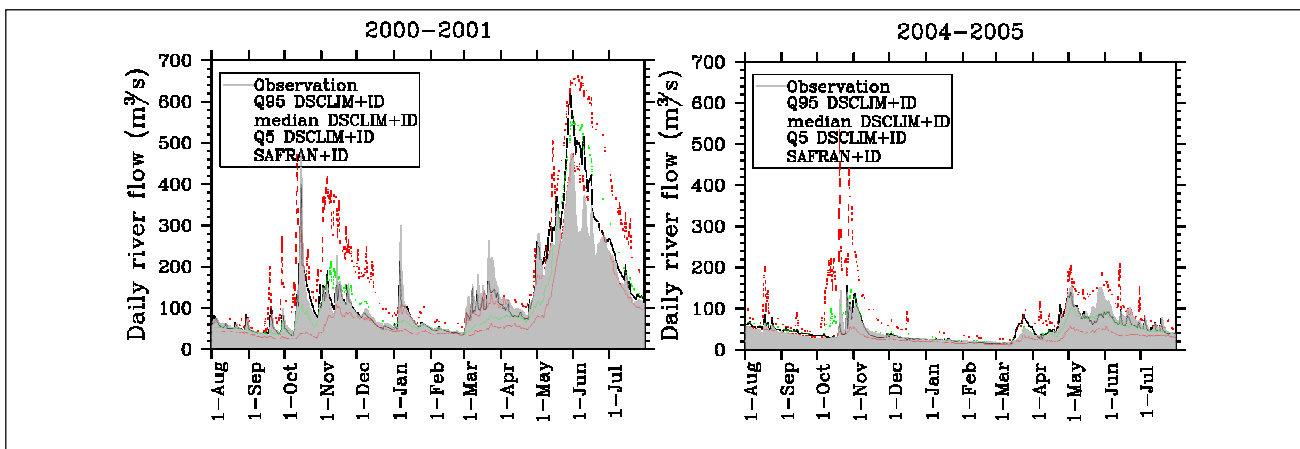 2000-2001
Daily river flow (m³/s)
700
600
500
400
300
200
100
0
Observation
Q95 DSCLIM+ID
median DSCLIM+ID
Q5 DSCLIM+ID
SAFRAN+ID
1-Aug
1-Sep
1-Oct
1-Nov
1-Dec
1-Jan
1-Feb
1-Mar
1-Apr
1-May
1-Jun
1-Jul
2004-2005
Daily river flow (m³/s)
700
600
500
400
300
200
100
0
Observation
Q95 DSCLIM+ID
median DSCLIM+ID
Q5 DSCLIM+ID
SAFRAN+ID
1-Aug
1-Sep
1-Oct
1-Nov
1-Dec
1-Jan
1-Feb
1-Mar
1-Apr
1-May
1-Jun
1-Jul